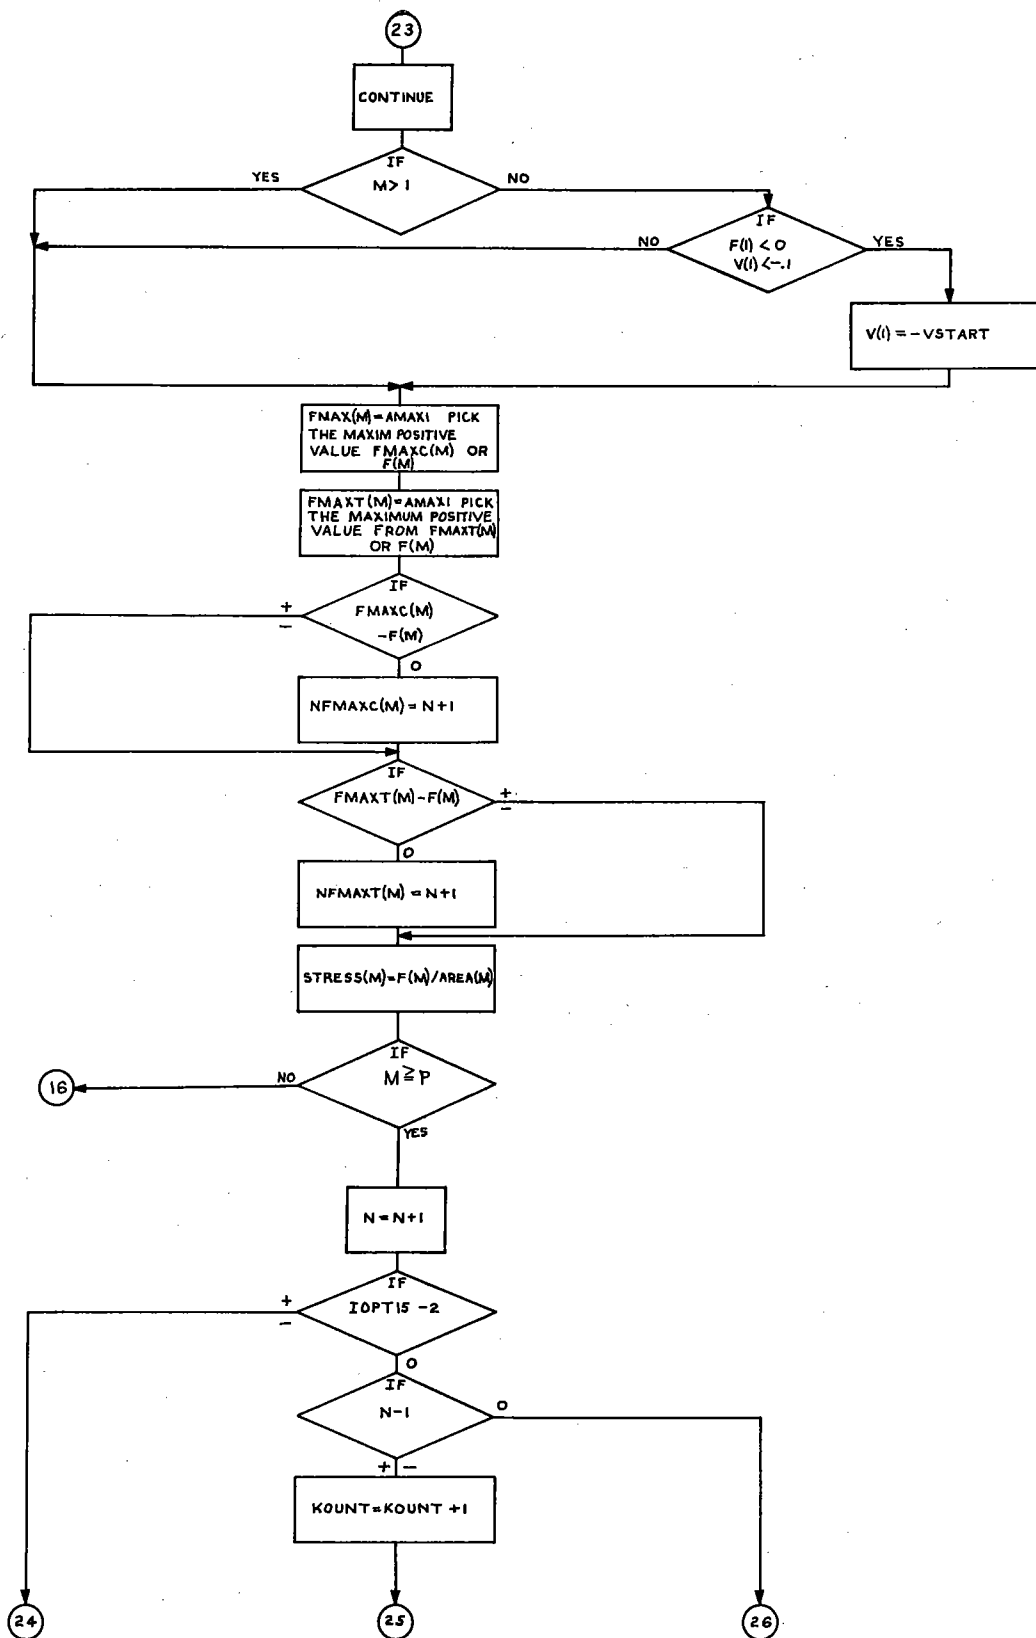 23
CONTINUE
IF
M> 1
YES
NO
IF
F(1) < 0
V(1) <-.1
NO
YES
V(1) = -VSTART
FMAX(M)=AMAX1 PICK
THE MAXIM POSITIVE
VALUE FMAXC(M) OR
F(M)
FMAXT(M)=AMAX1 PICK
THE MAXIMUM POSITIVE
VALUE FROM FMAXT(M)
OR F(M)
IF
FMAXC(M)
-F(M)
+
-
0
NFMAXC(M)= N+1
IF
FMAXT(M)-F(M)
+
-
0
NFMAXT(M) = N+1
STRESS(M)=F(M)/AREA(M)
IF
M ≧ P
NO
16
YES
N=N+1
IF
IOPT15 -2
+
-
0
IF
N-1
0
+ -
KOUNT=KOUNT +1
24
25
26